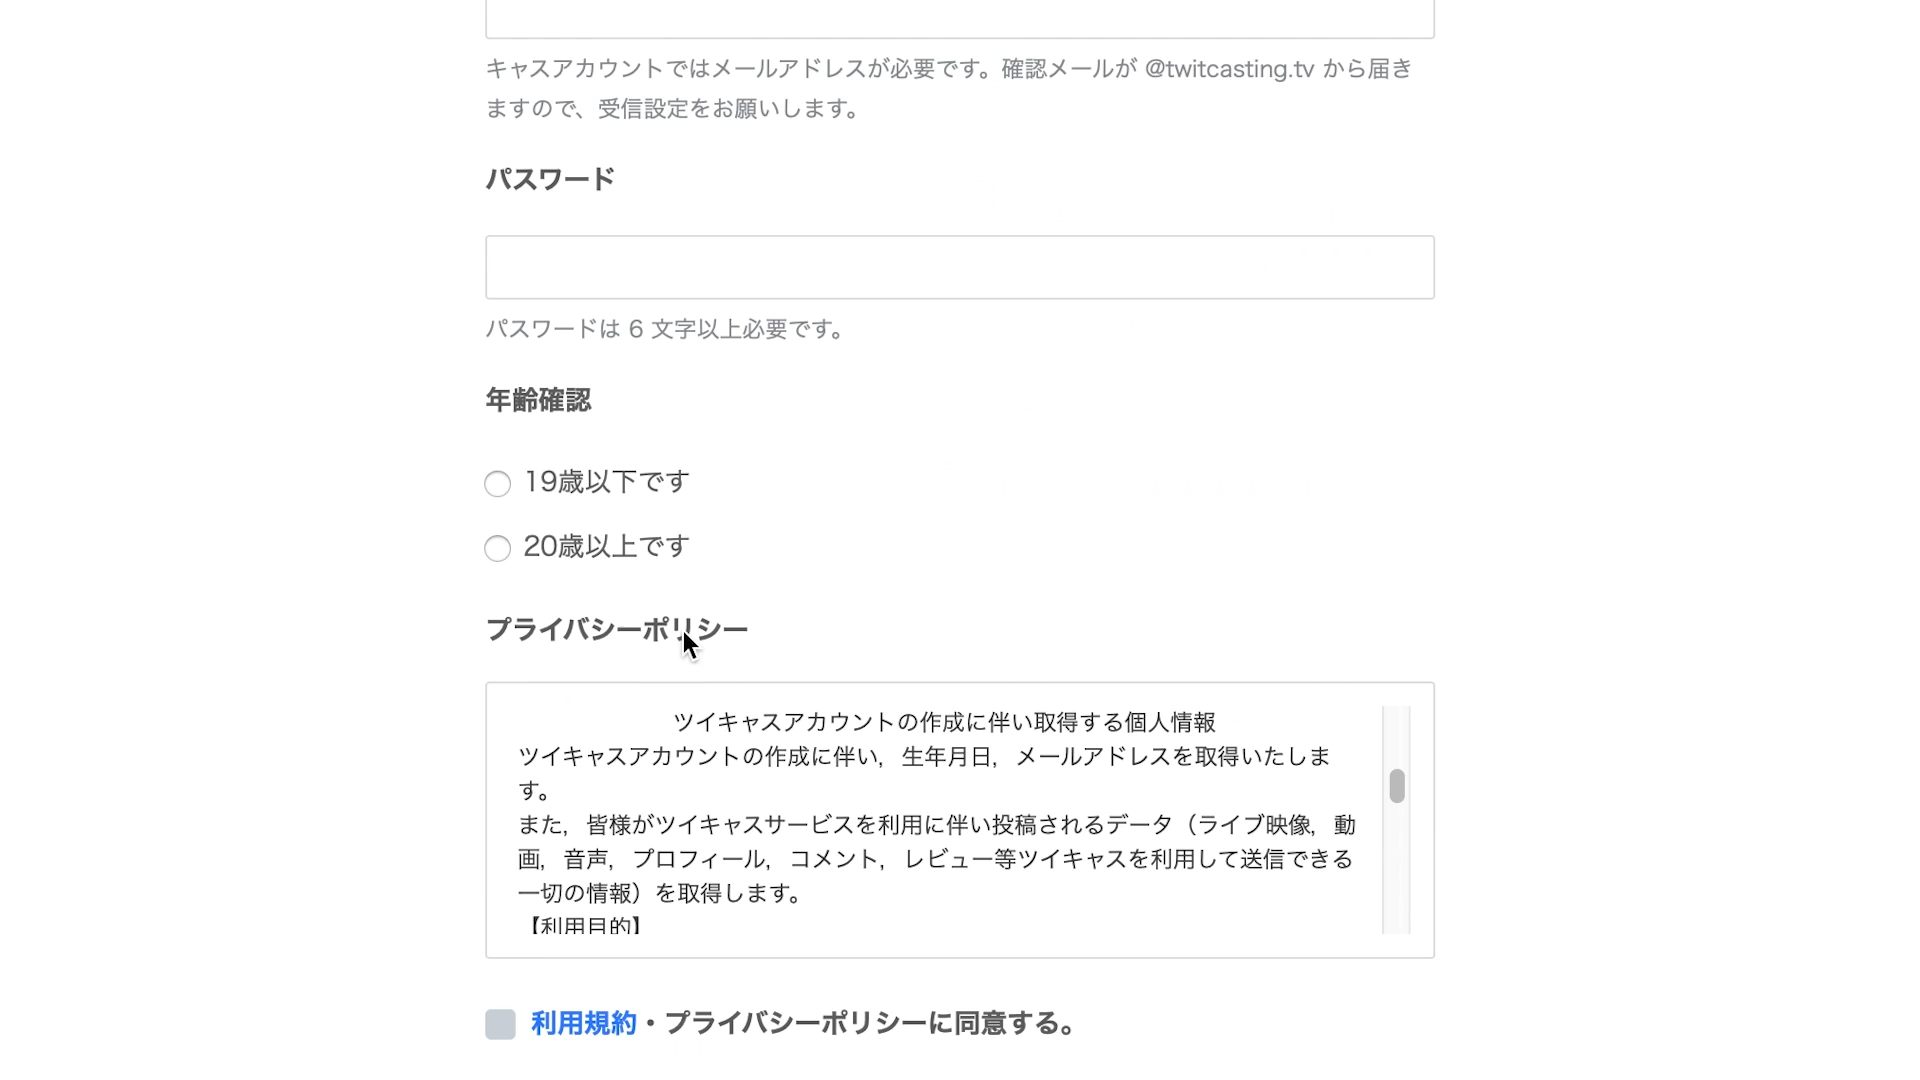 キャスアカウントではメールアドレスが必要です。確認メールが @twitcasting.tv から届き
ますので、受信設定をお願いします。
パスワード
パスワードは 6 文字以上必要です。
年齢確認
19歳以下です
20歳以上です
プライバシーポリシー
ツイキャスアカウントの作成に伴い取得する個人情報
ツイキャスアカウントの作成に伴い，生年月日，メールアドレスを取得いたしま
す。
また，皆様がツイキャスサービスを利用に伴い投稿されるデータ（ライブ映像，動
画，音声，プロフィール，コメント，レビュー等ツイキャスを利用して送信できる
一切の情報）を取得します。
【利用目的】
利用規約・プライバシーポリシーに同意する。